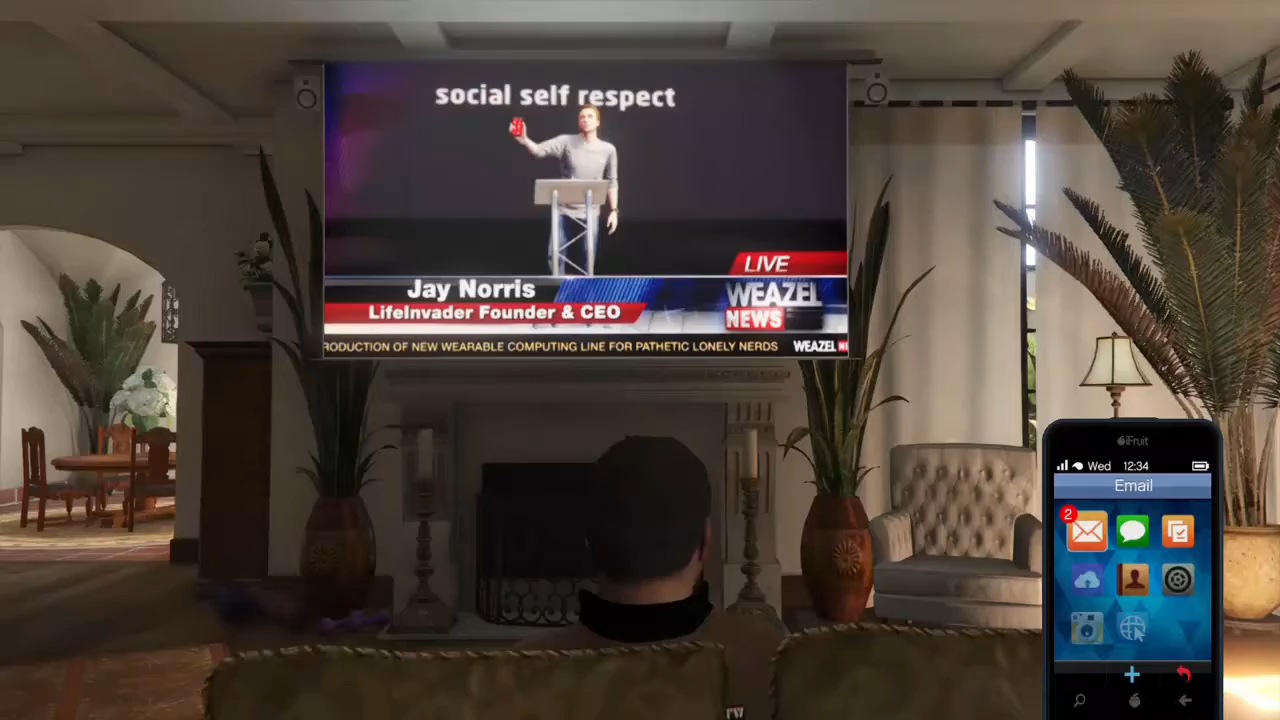 social self respect
LIVE
Jay Norris
LifeInvader Founder & CEO
WEAZEL
NEWS
RODUCTION OF NEW WEARABLE COMPUTING LINE FOR PATHETIC LONELY NERDS WEAZEL
iFruit
Wed 12:34
Email
2